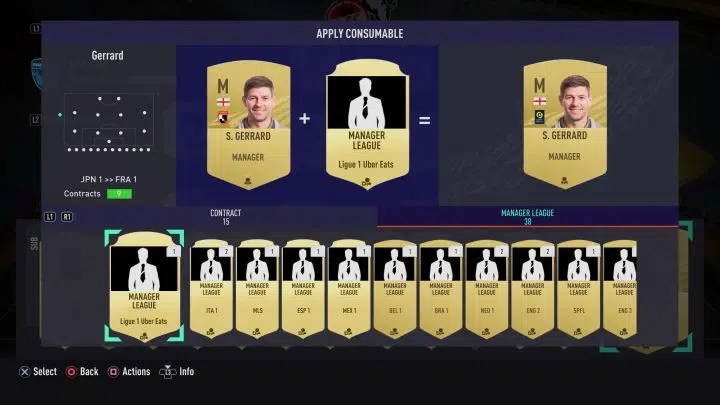 L1
APPLY CONSUMABLE
Gerrard
M
S. GERRARD
MANAGER
+
MANAGER
LEAGUE
Ligue 1 Uber Eats
=
M
S. GERRARD
MANAGER
L2
JPN 1 >> FRA 1
Contracts 9
L1 R1
CONTRACT
15
MANAGER LEAGUE
38
SUB
1
MANAGER
LEAGUE
Ligue 1 Uber Eats
2
MANAGER
LEAGUE
ITA 1
1
MANAGER
LEAGUE
MLS
1
MANAGER
LEAGUE
ESP 1
1
MANAGER
LEAGUE
MEX 1
1
MANAGER
LEAGUE
BEL 1
1
MANAGER
LEAGUE
BRA 1
2
MANAGER
LEAGUE
NED 1
2
MANAGER
LEAGUE
ENG 2
1
MANAGER
LEAGUE
SPFL
MANAGER
LEAGUE
ENG 3
Select Back Actions Info